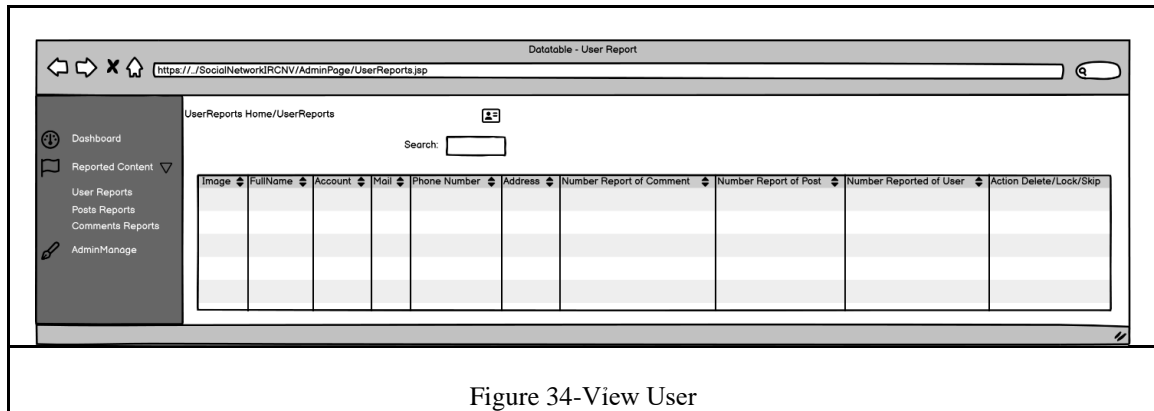 Datatable - User Report
https://../SocialNetworkIRCNV/AdminPage/UserReports.jsp
UserReports Home/UserReports
Search:
Dashboard
Reported Content
User Reports
Posts Reports
Comments Reports
AdminManage
Image FullName Account Mail Phone Number Address Number Report of Comment Number Report of Post Number Reported of User Action Delete/Lock/Skip
Figure 34-Vỉew User